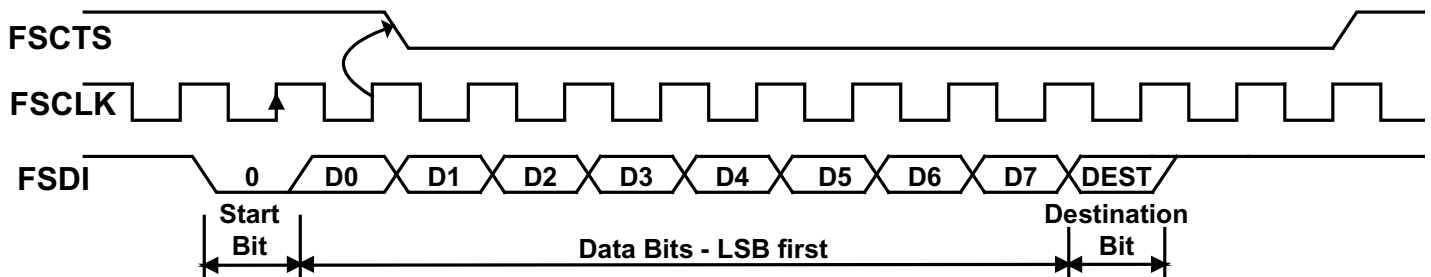 FSCTS
FSCLK
FSDI
0 D0 D1 D2 D3 D4 D5 D6 D7 DEST
Start
Bit
Data Bits - LSB first
Destination
Bit